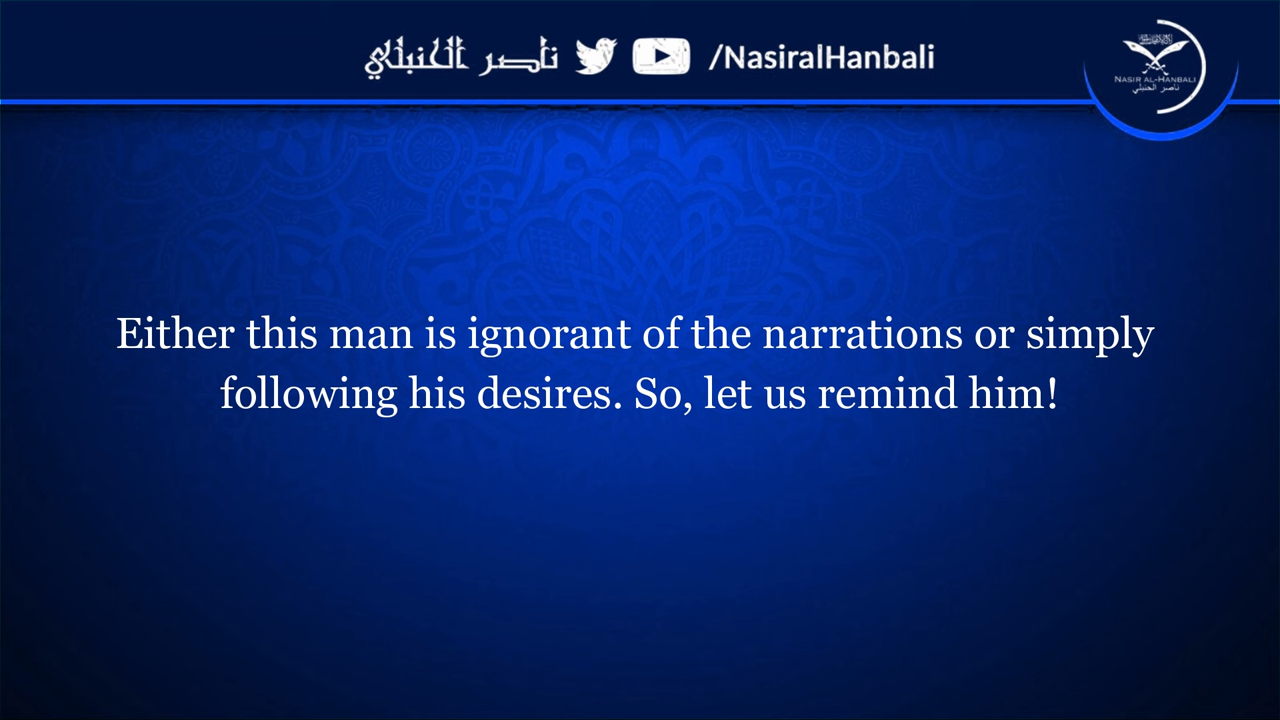 ناصر الحنبلي /NasiralHanbali
NASIR AL-HANBALI
ناصر الحنبلي
Either this man is ignorant of the narrations or simply
following his desires. So, let us remind him!